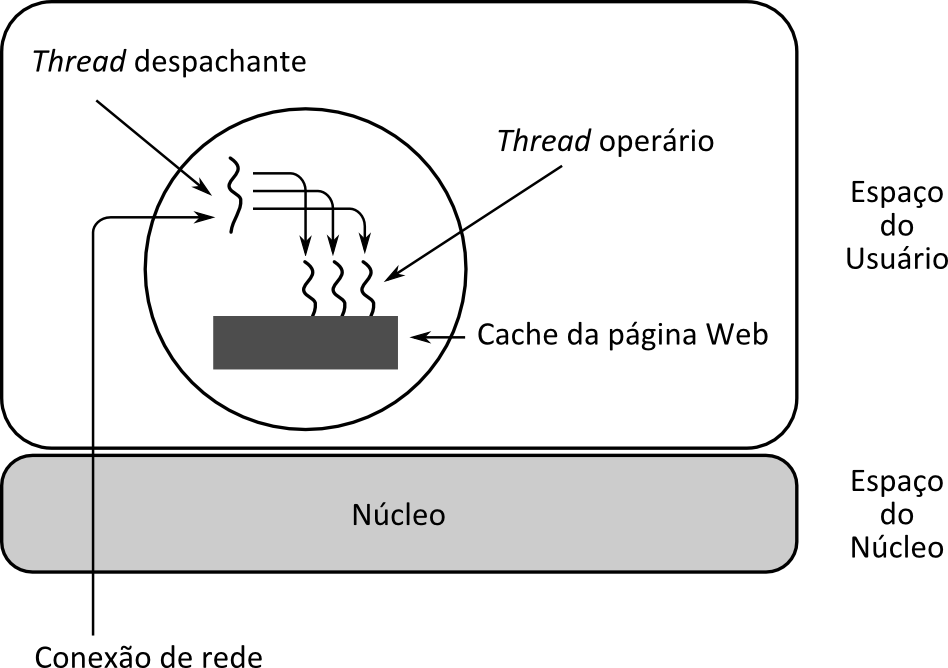 Thread despachante
Thread operário
Espaço
do
Usuário
Cache da página Web
Espaço
do
Núcleo
Núcleo
Conexão de rede